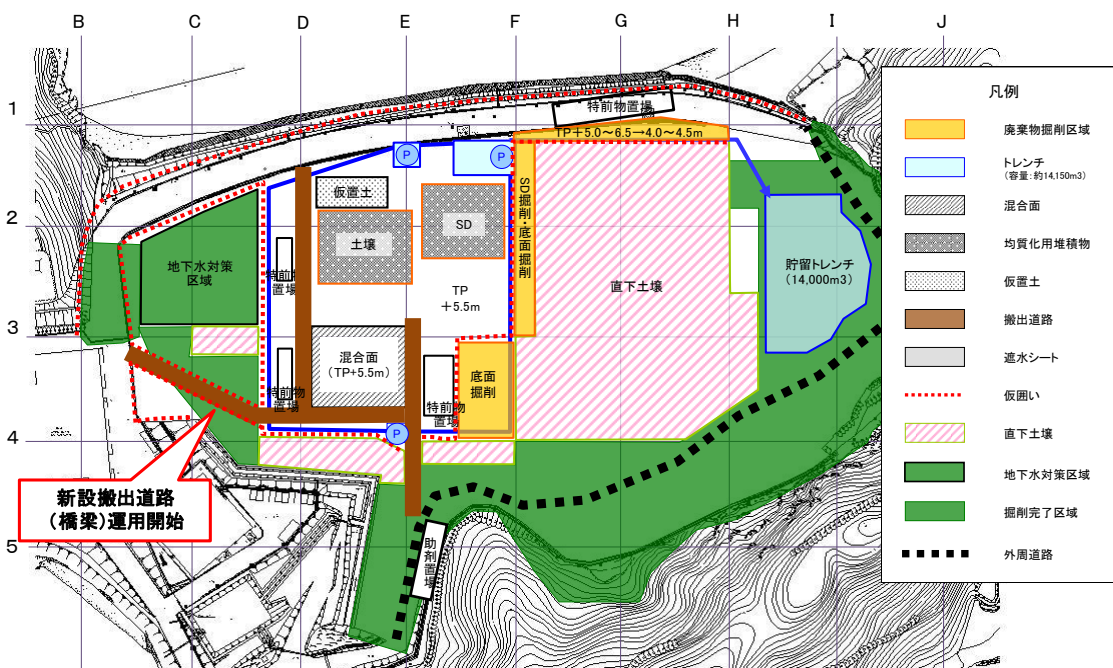 B C D E F G H I J
1
2
3
4
5
特前物置場
TP+5.0~6.5→4.0~4.5m
P
P
仮置土
土壌
SD
SD掘削・底面掘削
地下水対策
区域
特前物
置場
TP
+5.5m
直下土壌
貯留トレンチ
(14,000m3)
混合面
(TP+5.5m)
特前物
置場
特前物
置場
底面
掘削
P
新設搬出道路
(橋梁)運用開始
助剤置場
凡例
廃棄物掘削区域
トレンチ
(容量:約14,150m3)
混合面
均質化用堆積物
仮置土
搬出道路
遮水シート
仮囲い
直下土壌
地下水対策区域
掘削完了区域
外周道路